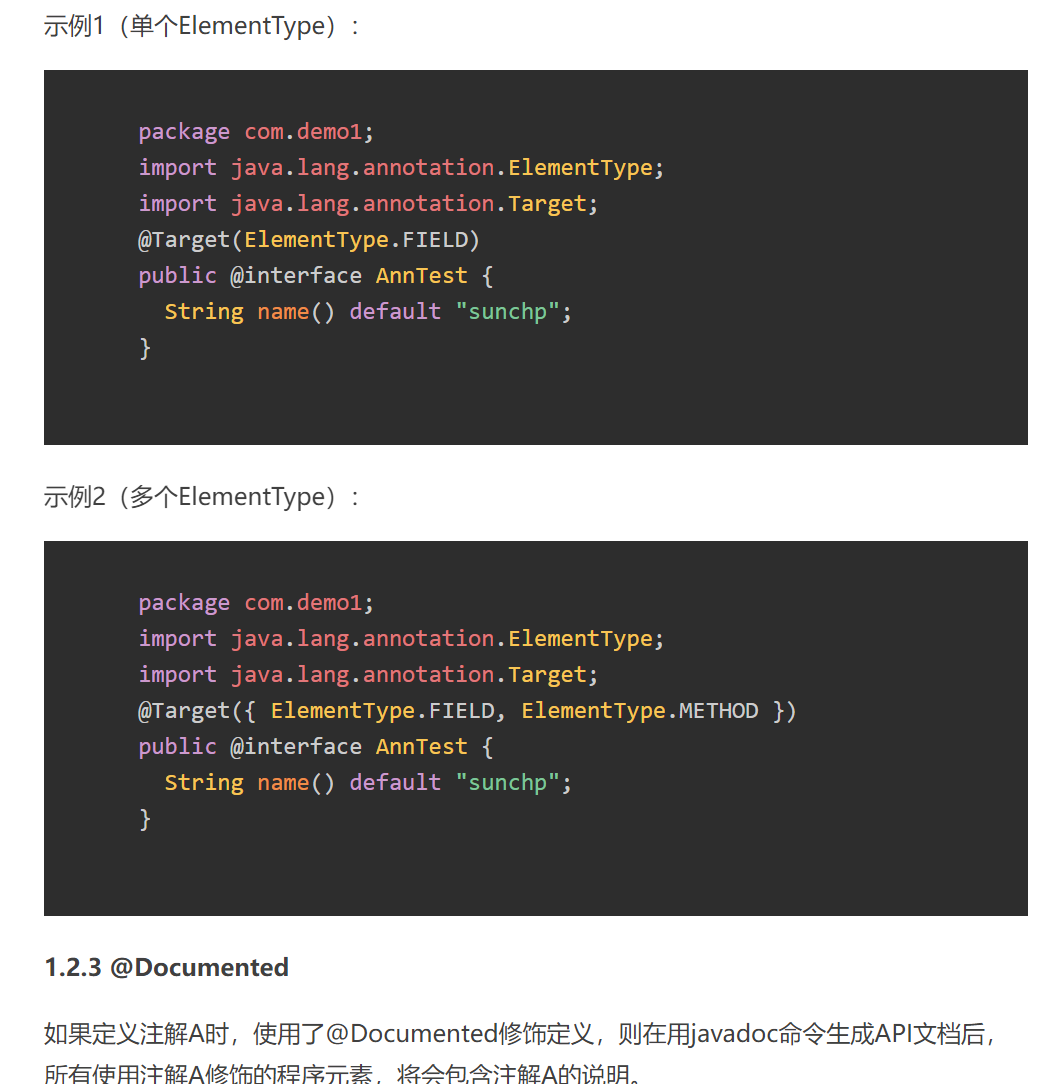 示例1（单个ElementType）:
package com.demo1;
import java.lang.annotation.ElementType;
import java.lang.annotation.Target;
@Target(ElementType.FIELD)
public @interface AnnTest {
  String name() default "sunchp";
}
示例2（多个ElementType）:
package com.demo1;
import java.lang.annotation.ElementType;
import java.lang.annotation.Target;
@Target({ ElementType.FIELD, ElementType.METHOD })
public @interface AnnTest {
  String name() default "sunchp";
}
1.2.3 @Documented
如果定义注解A时，使用了@Documented修饰定义，则在用javadoc命令生成API文档后，
所有使用注解A修饰的程序元素，将会包含注解A的说明。